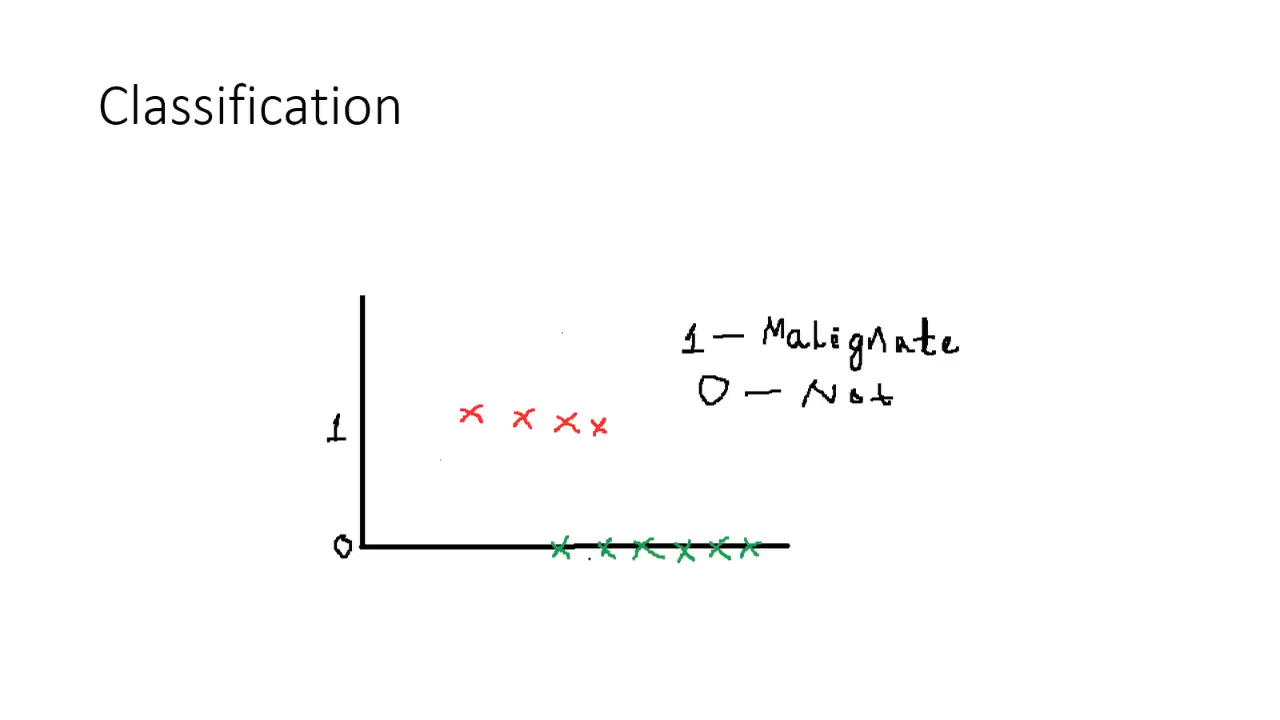 Classification
1 - Malignate
0 - Not
1
0